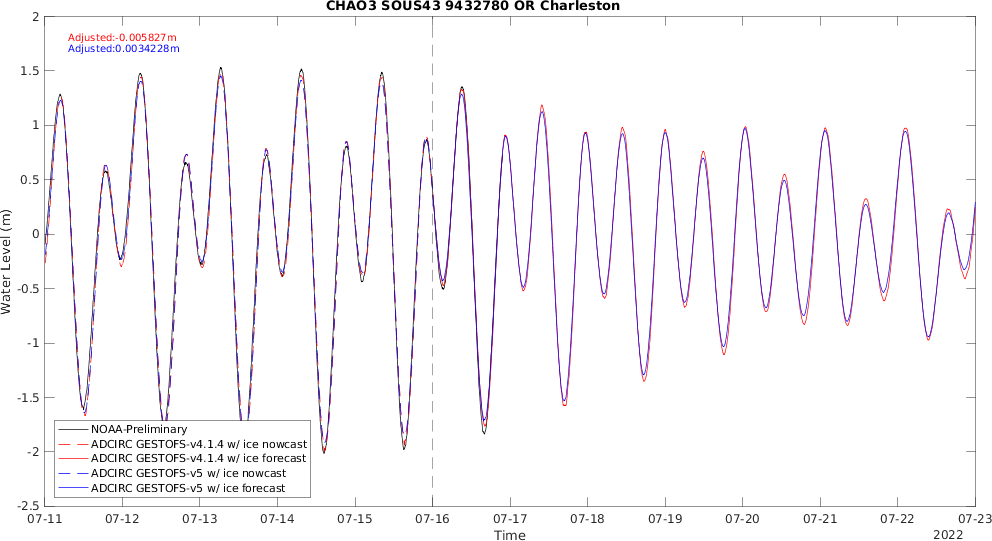 CHAO3 SOUS43 9432780 OR Charleston
Adjusted:-0.005827m
Adjusted:0.0034228m
2
1.5
1
0.5
0
-0.5
-1
-1.5
-2
-2.5
Water Level (m)
NOAA-Preliminary
ADCIRC GESTOFS-v4.1.4 w/ ice nowcast
ADCIRC GESTOFS-v4.1.4 w/ ice forecast
ADCIRC GESTOFS-v5 w/ ice nowcast
ADCIRC GESTOFS-v5 w/ ice forecast
07-11 07-12 07-13 07-14 07-15 07-16 07-17 07-18 07-19 07-20 07-21 07-22 07-23
Time
2022